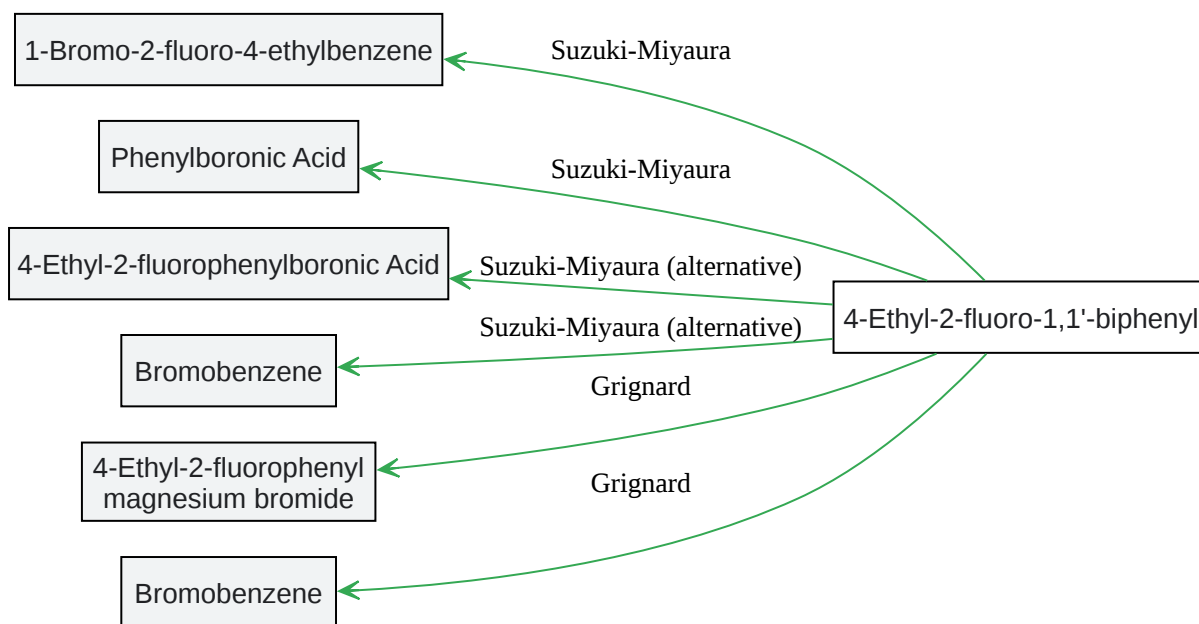 1-Bromo-2-fluoro-4-ethylbenzene
Suzuki-Miyaura
Phenylboronic Acid
Suzuki-Miyaura
4-Ethyl-2-fluorophenylboronic Acid
Suzuki-Miyaura (alternative)
4-Ethyl-2-fluoro-1,1'-biphenyl
Suzuki-Miyaura (alternative)
Bromobenzene
Grignard
4-Ethyl-2-fluorophenyl
magnesium bromide
Grignard
Bromobenzene